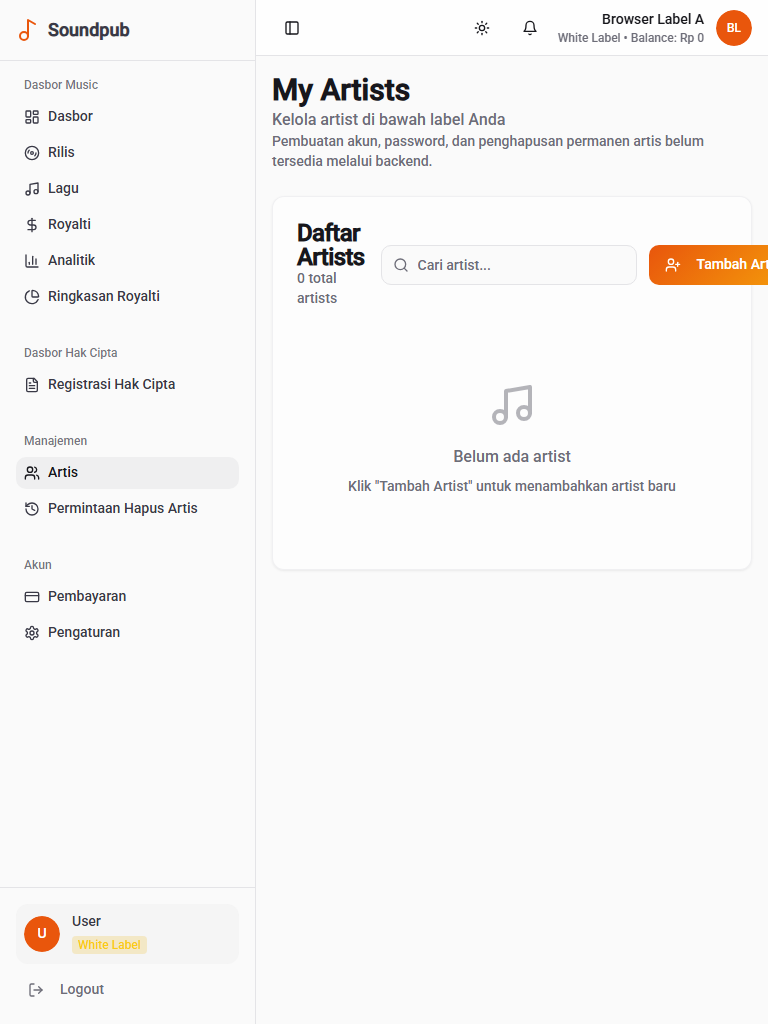 Soundpub
Dasbor Music
Dasbor
Rilis
Lagu
Royalti
Analitik
Ringkasan Royalti
Dasbor Hak Cipta
Registrasi Hak Cipta
Manajemen
Artis
Permintaan Hapus Artis
Akun
Pembayaran
Pengaturan
U
User
White Label
Logout
Browser Label A
White Label • Balance: Rp 0
BL
My Artists
Kelola artist di bawah label Anda
Pembuatan akun, password, dan penghapusan permanen artis belum
tersedia melalui backend.
Daftar
Artists
0 total
artists
Cari artist...
Tambah Art
Belum ada artist
Klik "Tambah Artist" untuk menambahkan artist baru